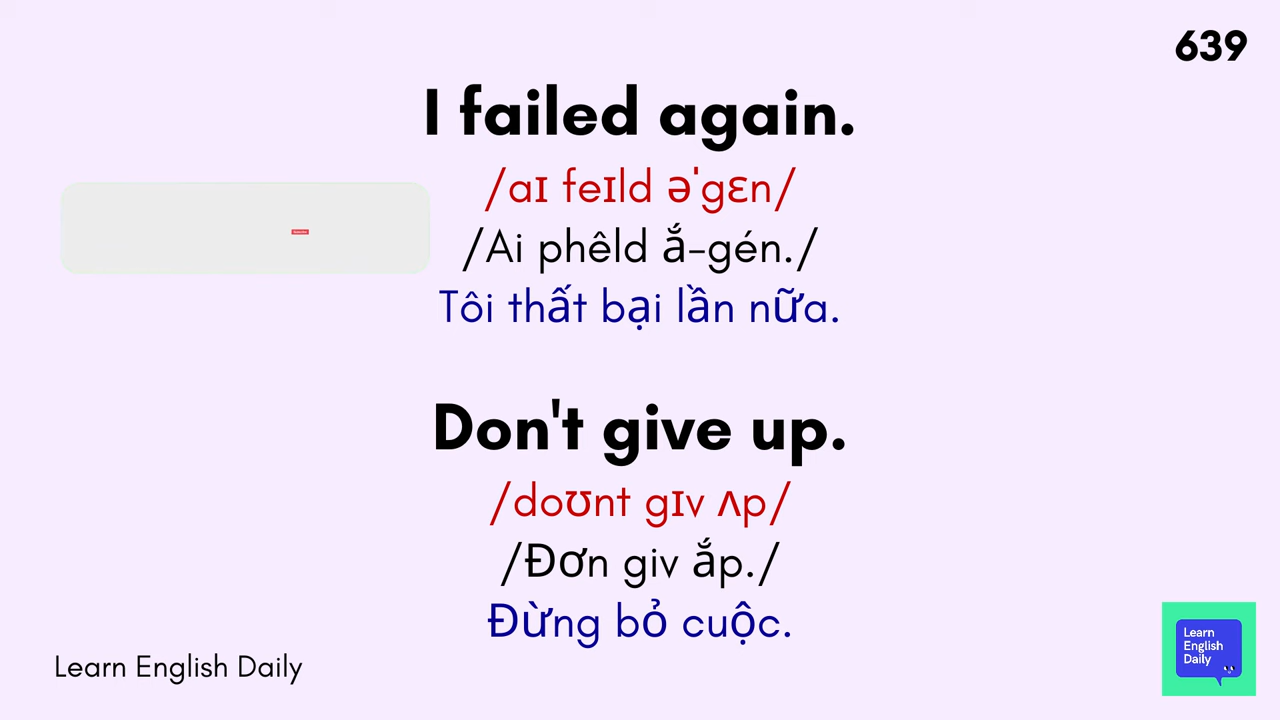 639
I failed again.
/aɪ feɪld əˈgɛn/
/Ai phêld ắ-gén./
Tôi thất bại lần nữa.
Don't give up.
/doʊnt gɪv ʌp/
/Đơn giv ắp./
Đừng bỏ cuộc.
Learn English Daily
Learn
English
Daily